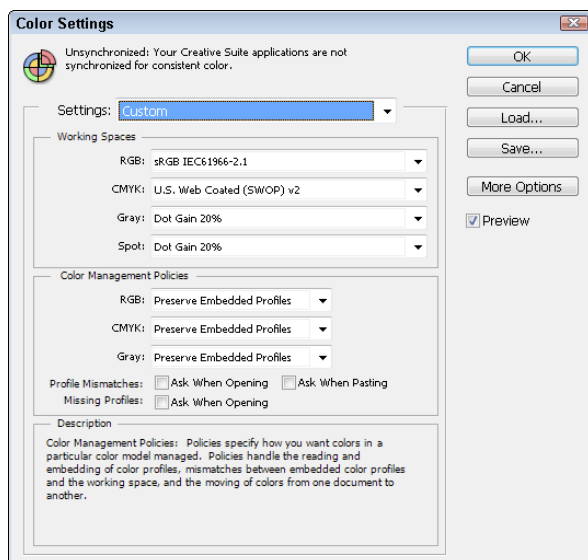 Color Settings
Unsynchronized: Your Creative Suite applications are not
synchronized for consistent color.
OK
Cancel
Load...
Save...
More Options
Preview
Settings: Custom
Working Spaces
RGB: sRGB IEC61966-2.1
CMYK: U.S. Web Coated (SWOP) v2
Gray: Dot Gain 20%
Spot: Dot Gain 20%
Color Management Policies
RGB: Preserve Embedded Profiles
CMYK: Preserve Embedded Profiles
Gray: Preserve Embedded Profiles
Profile Mismatches: Ask When Opening Ask When Pasting
Missing Profiles: Ask When Opening
Description
Color Management Policies: Policies specify how you want colors in a
particular color model managed. Policies handle the reading and
embedding of color profiles, mismatches between embedded color profiles
and the working space, and the moving of colors from one document to
another.